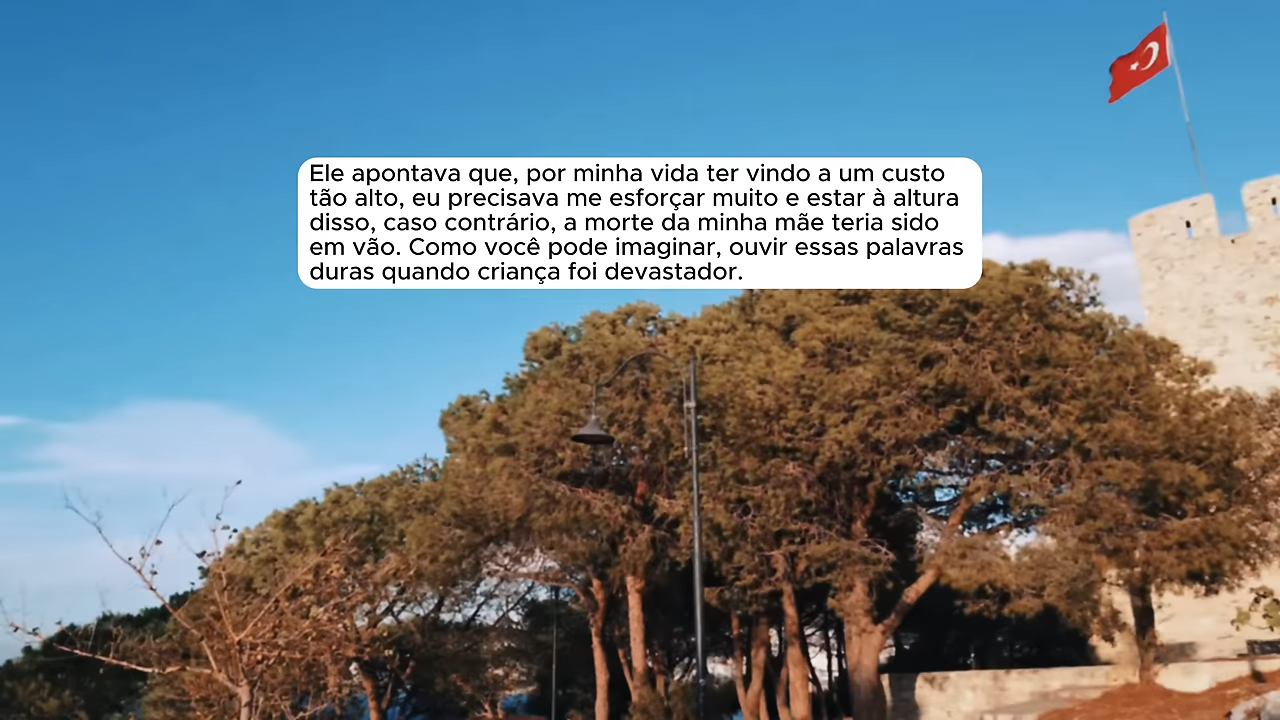 Ele apontava que, por minha vida ter vindo a um custo
tão alto, eu precisava me esforçar muito e estar à altura
disso, caso contrário, a morte da minha mãe teria sido
em vão. Como você pode imaginar, ouvir essas palavras
duras quando criança foi devastador.